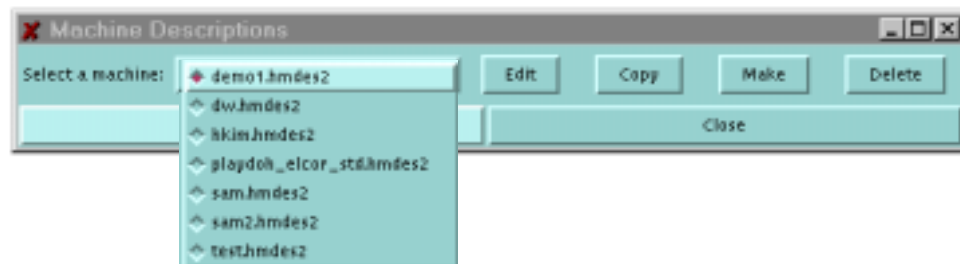 Machine Descriptions
Select a machine: demo1.hmdes2 Edit Copy Make Delete
dw.hmdes2
Close
hkim.hmdes2
playdoh_elcor_std.hmdes2
sam.hmdes2
sam2.hmdes2
test.hmdes2